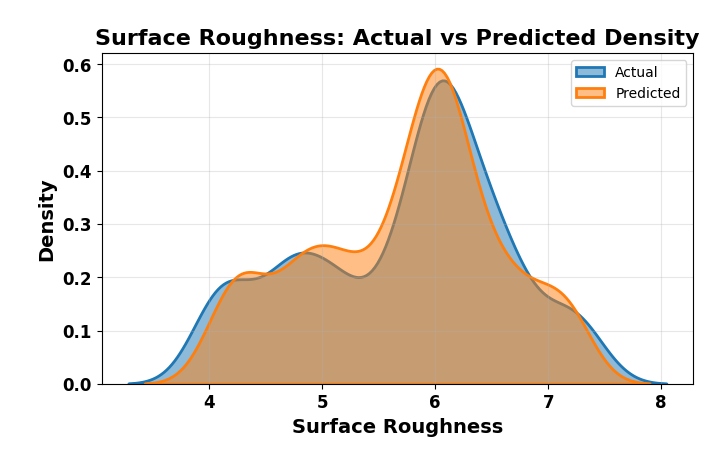 Surface Roughness: Actual vs Predicted Density
Actual
Predicted
Density
0.6
0.5
0.4
0.3
0.2
0.1
0.0
4 5 6 7 8
Surface Roughness